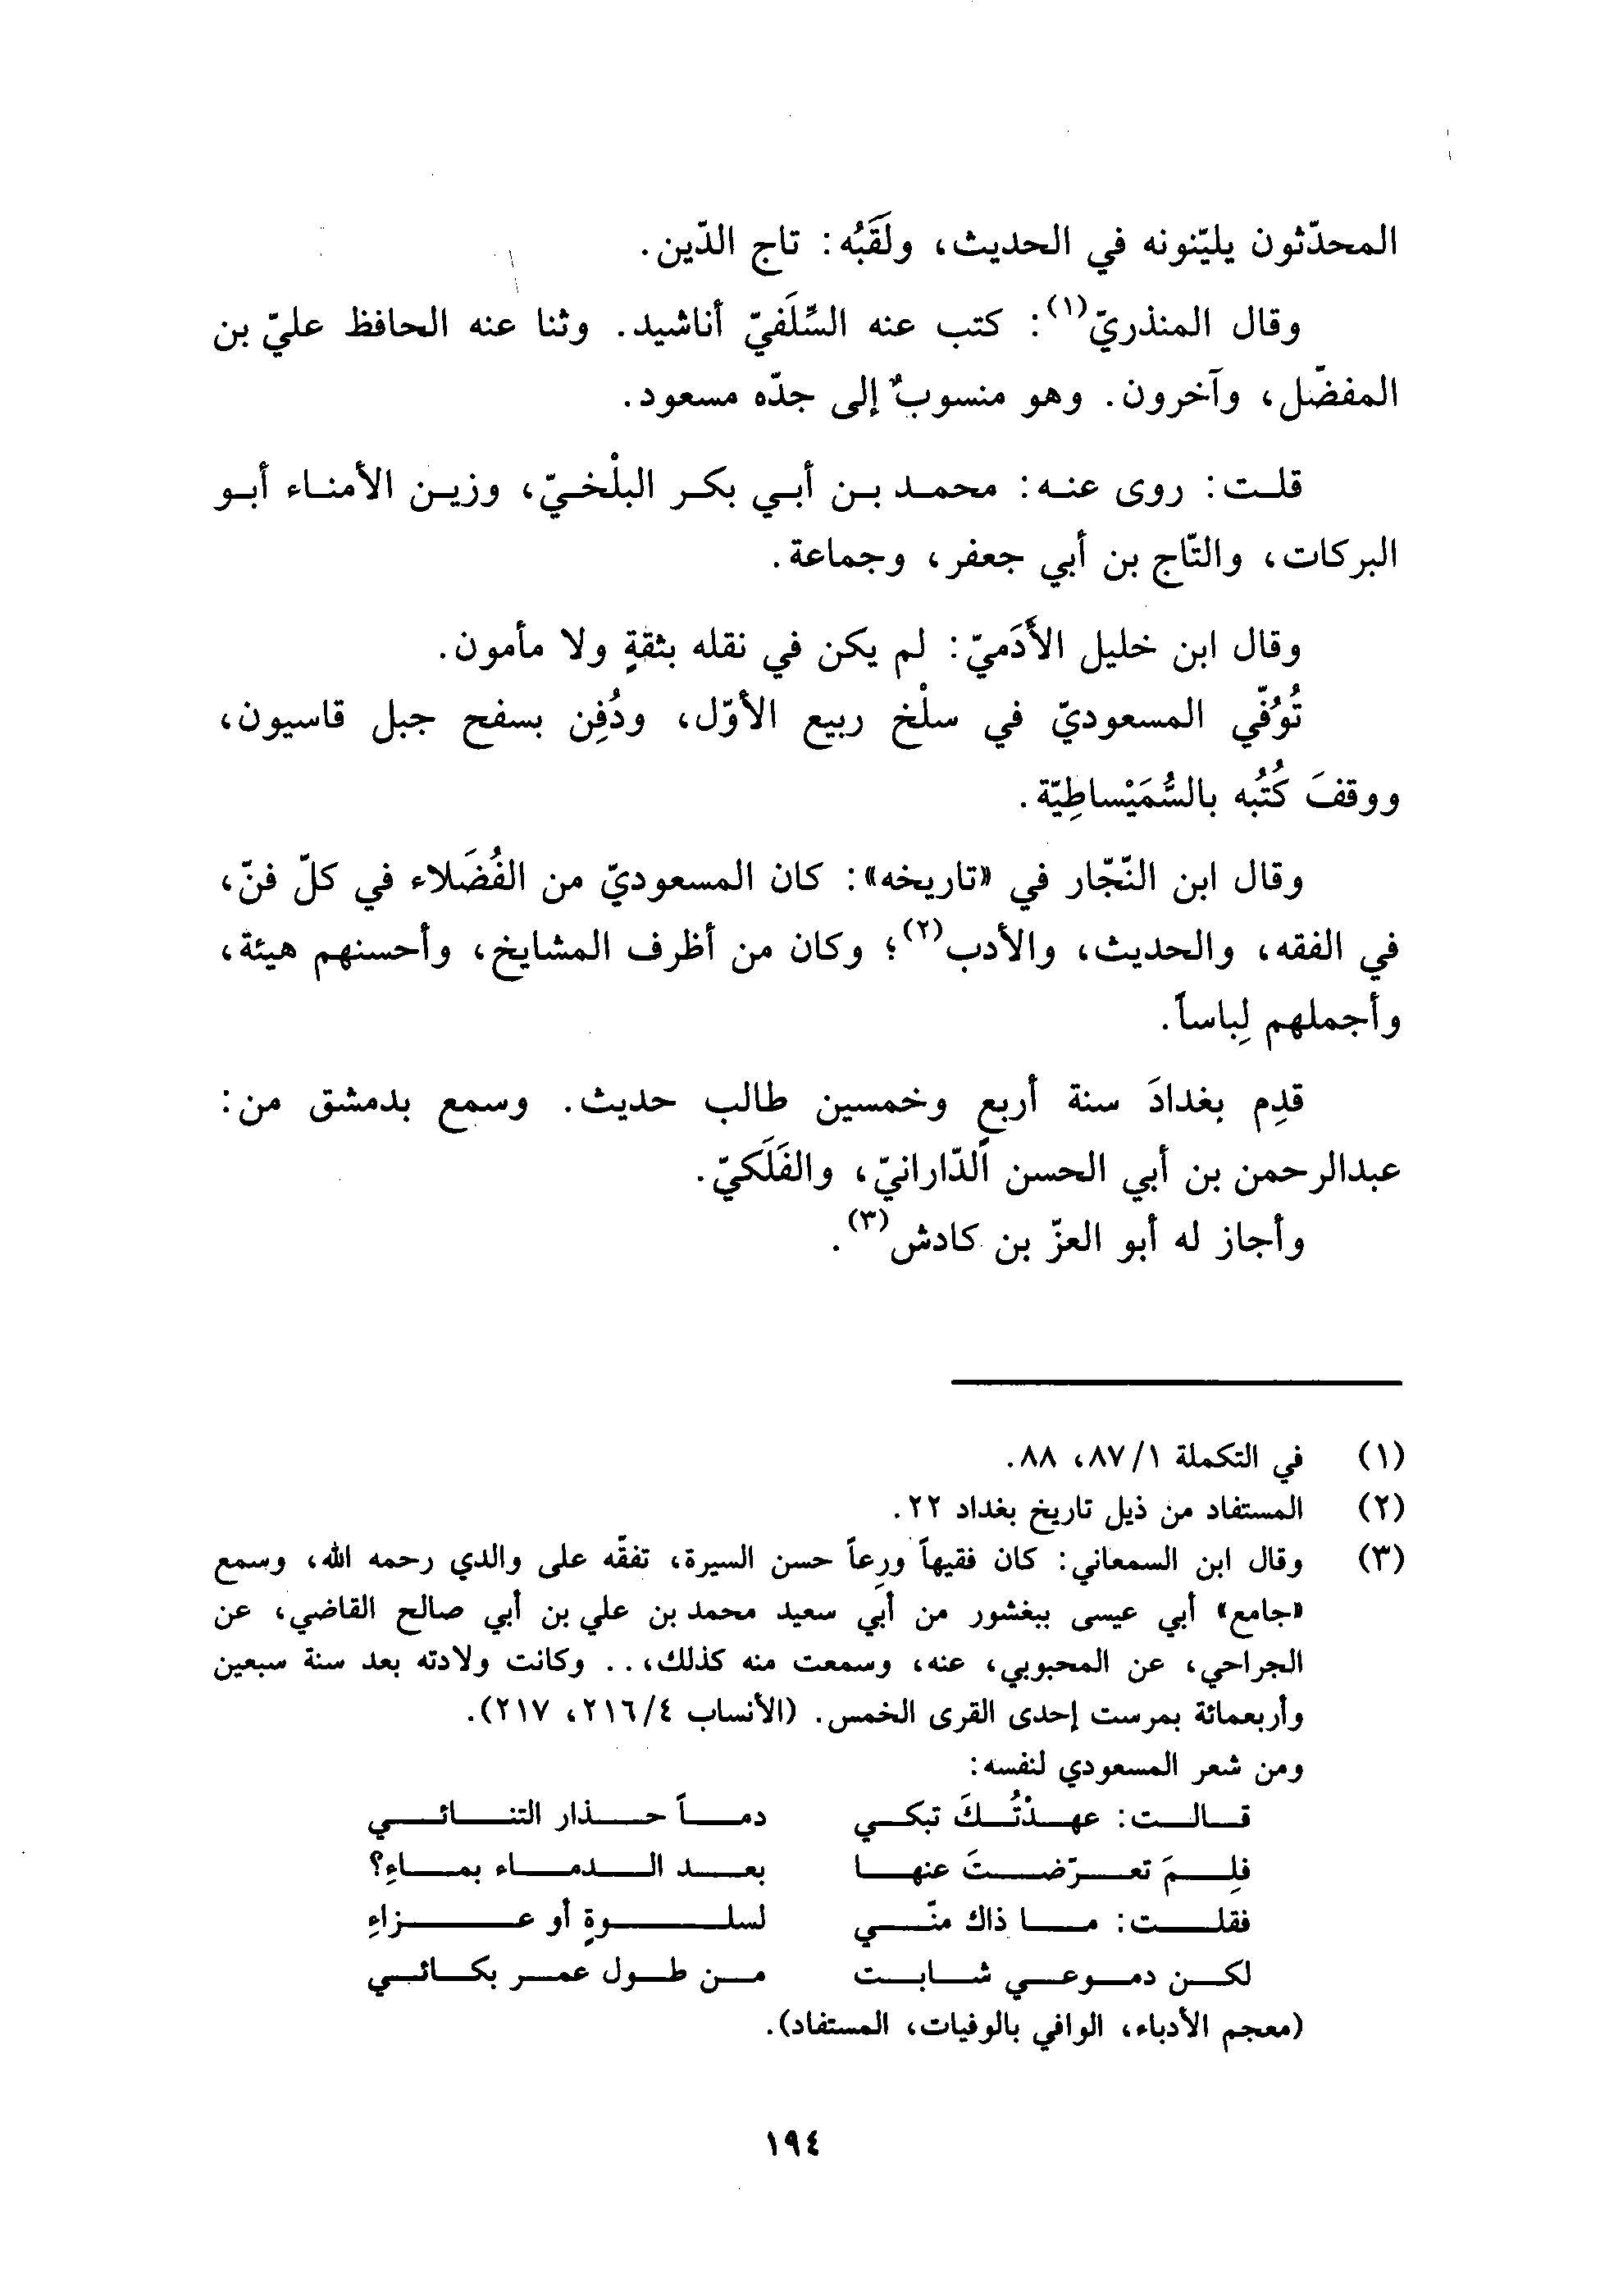 المحدّثون يليّنونه في الحديث، ولَقَبُه: تاج الدّين.
وقال المنذريّ(١): كتب عنه السِّلَفيّ أناشيد. وثنا عنه الحافظ عليّ بن
المفضّل، وآخرون. وهو منسوبٌ إلى جدّه مسعود.
قلت: روى عنه: محمد بن أبي بكر البلْخيّ، وزين الأمناء أبو
البركات، والتّاج بن أبي جعفر، وجماعة.
وقال ابن خليل الأَدَميّ: لم يكن في نقله بثقةٍ ولا مأمون.
تُوُفّي المسعوديّ في سلْخ ربيع الأوّل، ودُفِن بسفح جبل قاسيون،
ووقفَ كُتُبه بالسُّمَيْساطِيّة.
وقال ابن النّجّار في «تاريخه»: كان المسعوديّ من الفُضَلاء في كلّ فنّ،
في الفقه، والحديث، والأدب(٢)؛ وكان من أظرف المشايخ، وأحسنهم هيئة،
وأجملهم لِباساً.
قدِم بغدادَ سنة أربعٍ وخمسين طالب حديث. وسمع بدمشق من:
عبدالرحمن بن أبي الحسن الدّارانيّ، والفَلَكيّ.
وأجاز له أبو العزّ بن كادش(٣).
(١) في التكملة ١/ ٨٧، ٨٨.
(٢) المستفاد من ذيل تاريخ بغداد ٢٢.
(٣) وقال ابن السمعاني: كان فقيهاً ورِعاً حسن السيرة، تفقّه على والدي رحمه الله، وسمع
«جامع» أبي عيسى ببغشور من أبي سعيد محمد بن علي بن أبي صالح القاضي، عن
الجراحي، عن المحبوبي، عنه، وسمعت منه كذلك،.. وكانت ولادته بعد سنة سبعين
وأربعمائة بمرست إحدى القرى الخمس. (الأنساب ٤/ ٢١٦، ٢١٧).
ومن شعر المسعودي لنفسه:
قالت: عهدْتُكَ تبكي دماً حذار التنائي
فلِمَ تعرّضتَ عنها بعد الدماء بماءِ؟
فقلت: ما ذاك منّي لسلوةٍ أو عزاءِ
لكن دموعي شابت من طول عمر بكائي
(معجم الأدباء، الوافي بالوفيات، المستفاد).
١٩٤